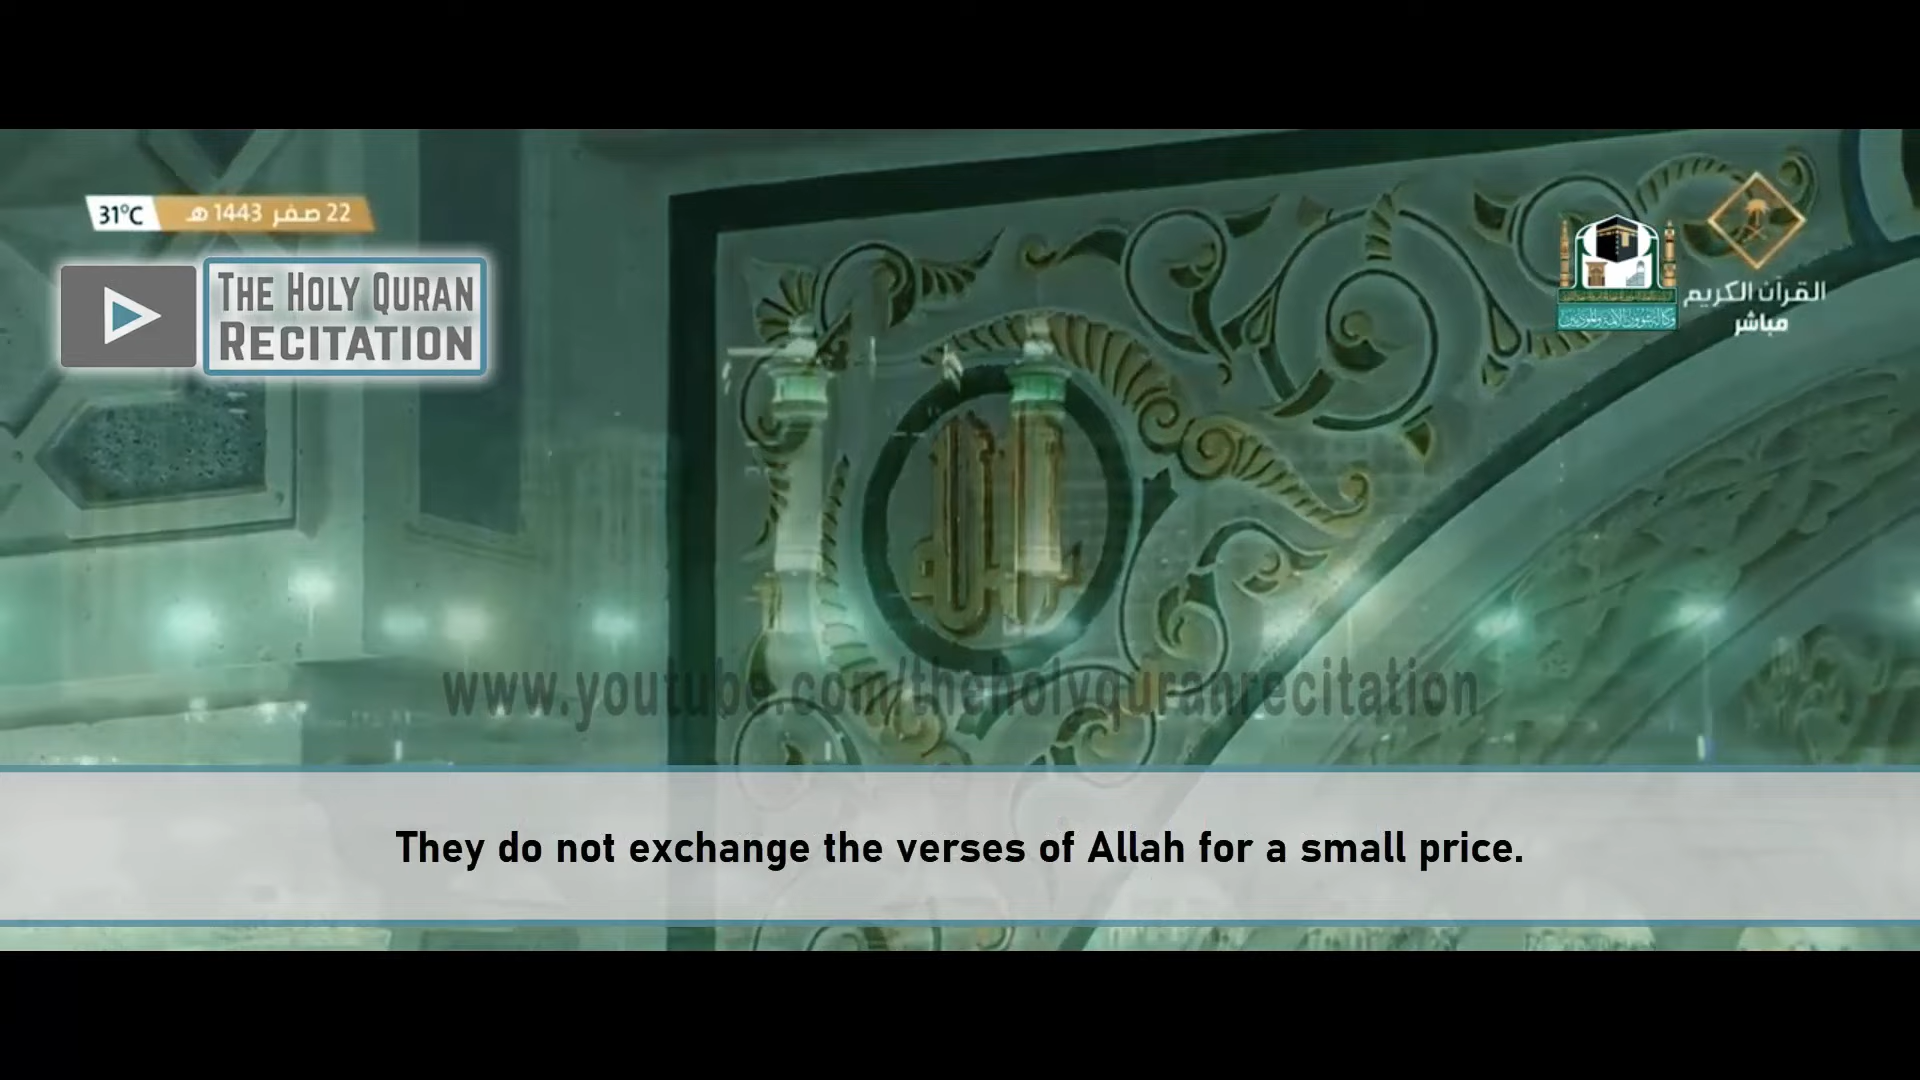 31°C
22 صفر 1443 هـ
THE HOLY QURAN
RECITATION
القرآن الكريم
مباشر
الله
www.youtube.com/theholyquranrecitation
They do not exchange the verses of Allah for a small price.